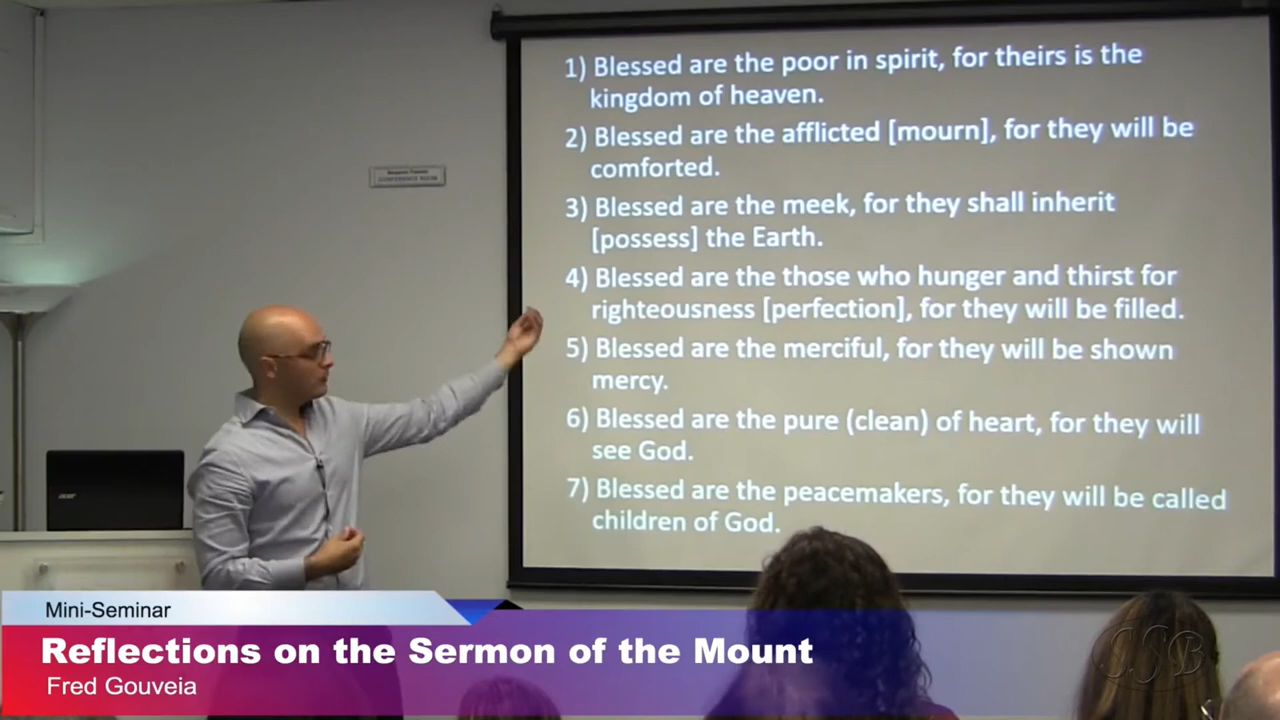 1) Blessed are the poor in spirit, for theirs is the
kingdom of heaven.
2) Blessed are the afflicted [mourn], for they will be
comforted.
3) Blessed are the meek, for they shall inherit
[possess] the Earth.
4) Blessed are the those who hunger and thirst for
righteousness [perfection], for they will be filled.
5) Blessed are the merciful, for they will be shown
mercy.
6) Blessed are the pure (clean) of heart, for they will
see God.
7) Blessed are the peacemakers, for they will be called
children of God.
CONFERENCE ROOM
acer
Mini-Seminar
Reflections on the Sermon of the Mount
Fred Gouveia
CSB